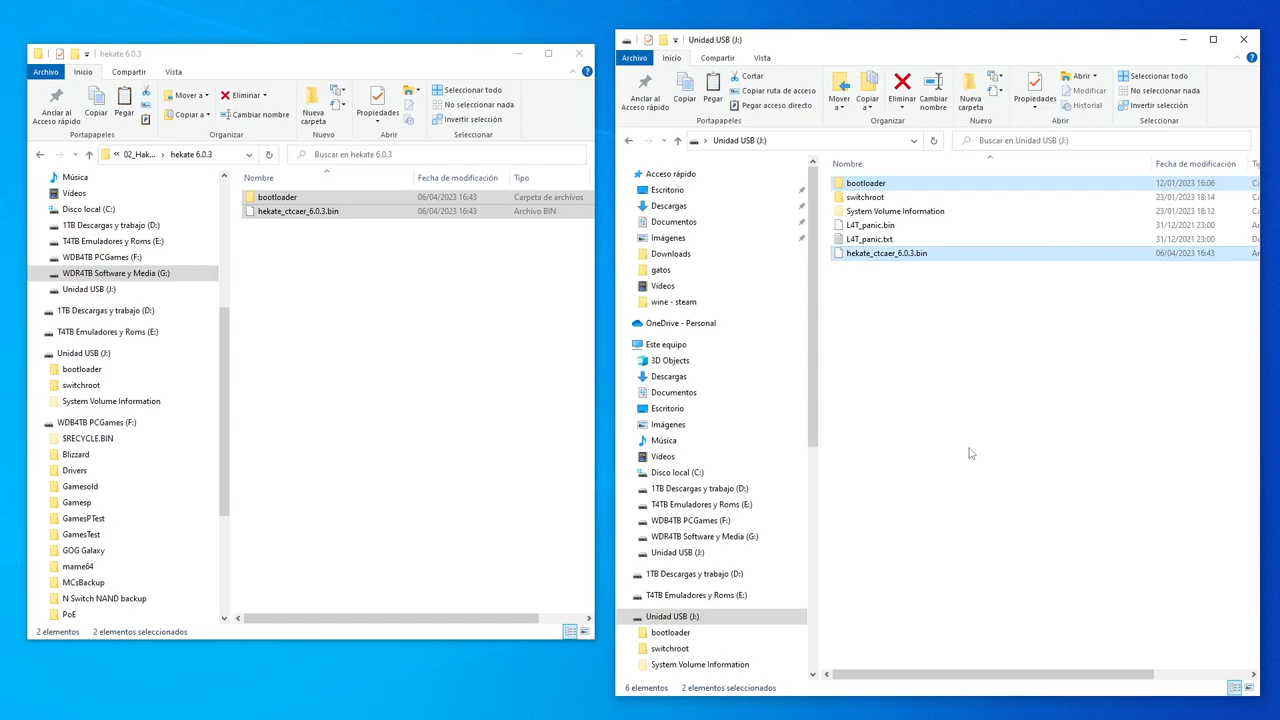 hekate 6.0.3
Archivo Inicio Compartir Vista
Anclar al Acceso rápido
Copiar
Pegar
Mover a
Copiar a
Eliminar
Cambiar nombre
Nueva carpeta
Propiedades
Seleccionar todo
No seleccionar nada
Invertir selección
Portapapeles Organizar Nuevo Abrir Seleccionar
« 02_Hak... > hekate 6.0.3
Buscar en hekate 6.0.3
Nombre Fecha de modificación Tipo
bootloader 06/04/2023 16:43 Carpeta de archivos
hekate_ctcaer_6.0.3.bin 06/04/2023 16:43 Archivo BIN
Música
Vídeos
Disco local (C:)
1TB Descargas y trabajo (D:)
T4TB Emuladores y Roms (E:)
WDB4TB PCGames (F:)
WDR4TB Software y Media (G:)
Unidad USB (J:)
1TB Descargas y trabajo (D:)
T4TB Emuladores y Roms (E:)
Unidad USB (J:)
bootloader
switchroot
System Volume Information
WDB4TB PCGames (F:)
$RECYCLE.BIN
Blizzard
Drivers
Gamesold
Gamesp
GamesPTest
GamesTest
GOG Galaxy
mame64
MCsBackup
N Switch NAND backup
PoE
2 elementos 2 elementos seleccionados
Unidad USB (J:)
Archivo Inicio Compartir Vista
Anclar al Acceso rápido
Copiar
Pegar
Cortar
Copiar ruta de acceso
Pegar acceso directo
Mover a
Copiar a
Eliminar
Cambiar nombre
Nueva carpeta
Propiedades
Abrir
Modificar
Historial
Seleccionar todo
No seleccionar nada
Invertir selección
Portapapeles Organizar Nuevo Abrir Seleccionar
Unidad USB (J:)
Buscar en Unidad USB (J:)
Nombre Fecha de modificación
bootloader 12/01/2023 16:06
switchroot 23/01/2023 18:14
System Volume Information 23/01/2023 18:12
L4T_panic.bin 31/12/2021 23:00
L4T_panic.txt 31/12/2021 23:00
hekate_ctcaer_6.0.3.bin 06/04/2023 16:43
Acceso rápido
Escritorio
Descargas
Documentos
Imágenes
Downloads
gatos
Vídeos
wine - steam
OneDrive - Personal
Este equipo
3D Objects
Descargas
Documentos
Escritorio
Imágenes
Música
Vídeos
Disco local (C:)
1TB Descargas y trabajo (D:)
T4TB Emuladores y Roms (E:)
WDB4TB PCGames (F:)
WDR4TB Software y Media (G:)
Unidad USB (J:)
1TB Descargas y trabajo (D:)
T4TB Emuladores y Roms (E:)
Unidad USB (J:)
bootloader
switchroot
System Volume Information
6 elementos 2 elementos seleccionados